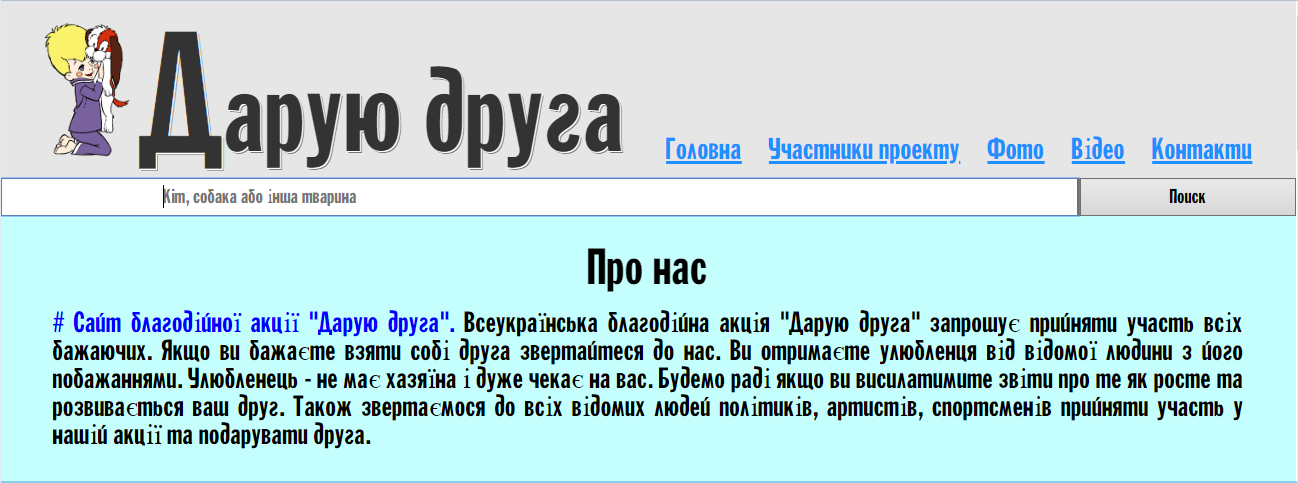 Дарую друга
Головна Участники проекту Фото Відео Контакти
Кіт, собака або інша тварина Поиск
Про нас
# Сайт благодійної акції "Дарую друга". Всеукраїнська благодійна акція "Дарую друга" запрошує прийняти участь всіх
бажаючих. Якщо ви бажаєте взяти собі друга звертайтеся до нас. Ви отримаєте улюбленця від відомої людини з його
побажаннями. Улюбленець - не має хазяїна і дуже чекає на вас. Будемо раді якщо ви висилатимите звіти про те як росте та
розвивається ваш друг. Також звертаємося до всіх відомих людей політиків, артистів, спортсменів прийняти участь у
нашій акції та подарувати друга.